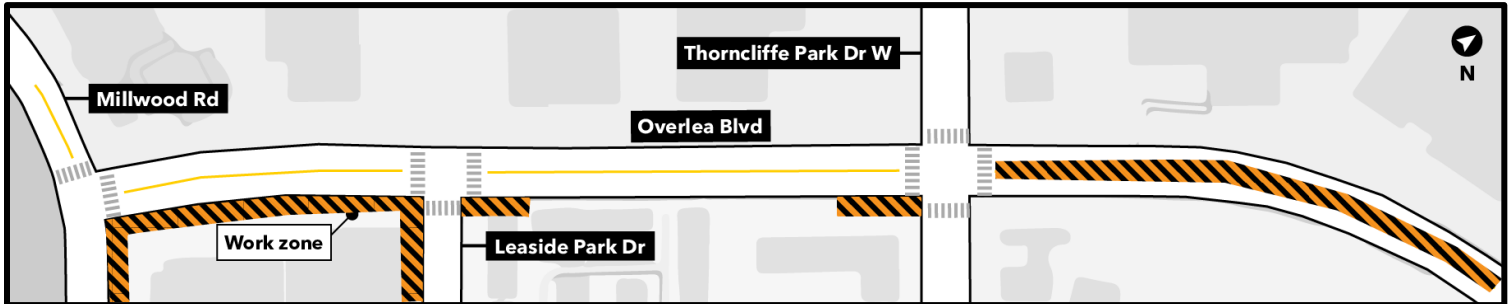 Thorncliffe Park Dr W
N
Millwood Rd
Overlea Blvd
Work zone
Leaside Park Dr